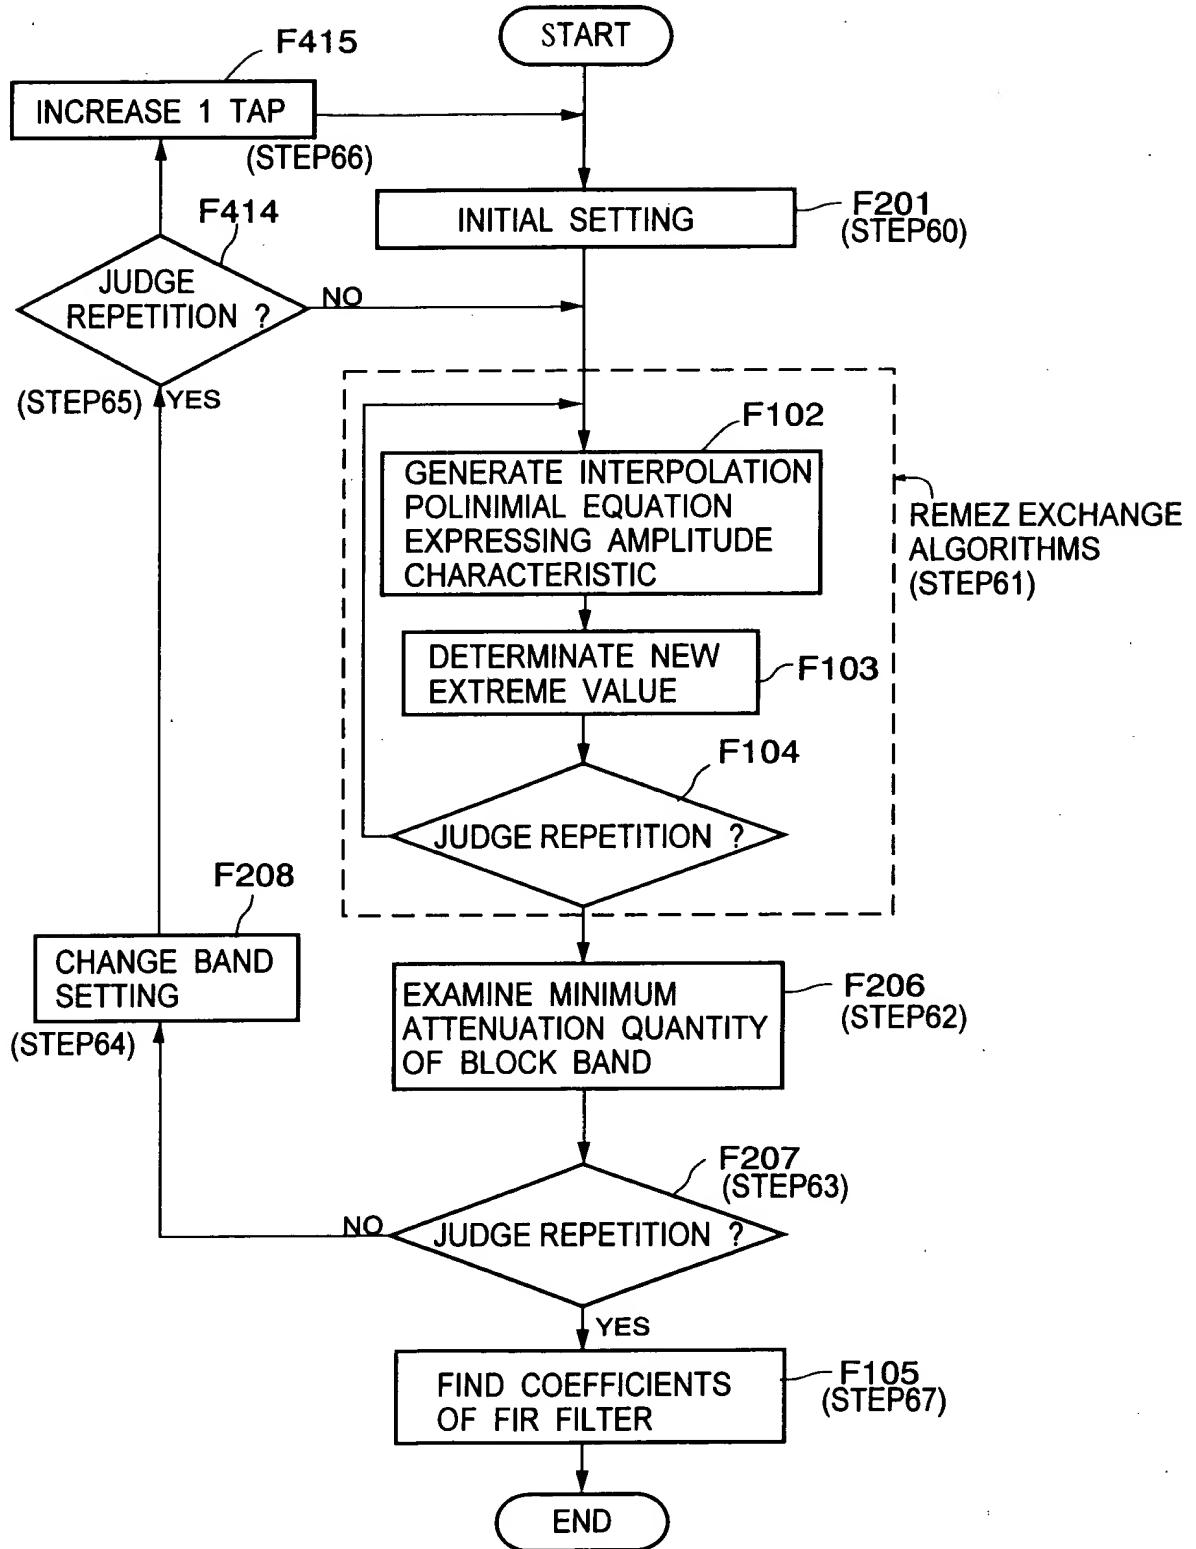 START
F415
INCREASE 1 TAP
(STEP66)
INITIAL SETTING
F201
(STEP60)
F414
JUDGE
REPETITION ?
NO
(STEP65)
YES
F102
GENERATE INTERPOLATION
POLINIMIAL EQUATION
EXPRESSING AMPLITUDE
CHARACTERISTIC
REMEZ EXCHANGE
ALGORITHMS
(STEP61)
DETERMINATE NEW
EXTREME VALUE
F103
F104
JUDGE REPETITION ?
F208
CHANGE BAND
SETTING
(STEP64)
EXAMINE MINIMUM
ATTENUATION QUANTITY
OF BLOCK BAND
F206
(STEP62)
F207
(STEP63)
NO
JUDGE REPETITION ?
YES
FIND COEFFICIENTS
OF FIR FILTER
F105
(STEP67)
END